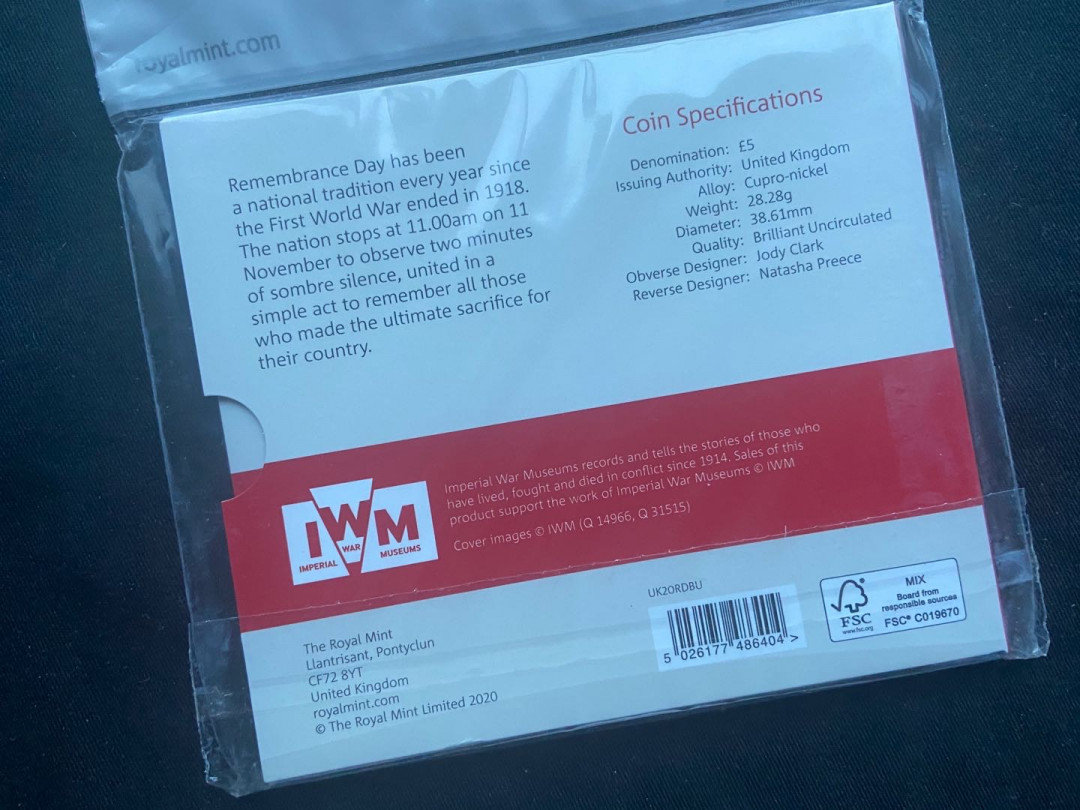 royalmint.com
Remembrance Day has been
a national tradition every year since
the First World War ended in 1918.
The nation stops at 11.00am on 11
November to observe two minutes
of sombre silence, united in a
simple act to remember all those
who made the ultimate sacrifice for
their country.
Coin Specifications
Denomination: £5
Issuing Authority: United Kingdom
Alloy: Cupro-nickel
Weight: 28.28g
Diameter: 38.61mm
Quality: Brilliant Uncirculated
Obverse Designer: Jody Clark
Reverse Designer: Natasha Preece
IWM
IMPERIAL WAR MUSEUMS
Imperial War Museums records and tells the stories of those who
have lived, fought and died in conflict since 1914. Sales of this
product support the work of Imperial War Museums © IWM
Cover images © IWM (Q 14966, Q 31515)
The Royal Mint
Llantrisant, Pontyclun
CF72 8YT
United Kingdom
royalmint.com
© The Royal Mint Limited 2020
UK20RDBU
5 026177 486404 >
FSC
www.fsc.org
MIX
Board from
responsible sources
FSC® C019670